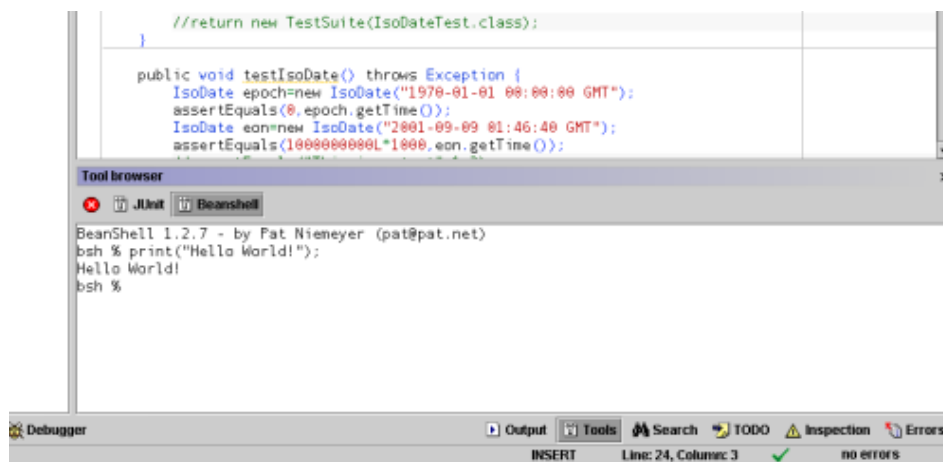 //return new TestSuite(IsoDateTest.class);
}
public void testIsoDate() throws Exception {
IsoDate epoch=new IsoDate("1970-01-01 00:00:00 GMT");
assertEquals(0,epoch.getTime());
IsoDate eon=new IsoDate("2001-09-09 01:46:40 GMT");
assertEquals(1000000000L*1000,eon.getTime());
Tool browser
JUnit Beanshell
BeanShell 1.2.7 - by Pat Niemeyer (pat@pat.net)
bsh % print("Hello World!");
Hello World!
bsh %
Debugger Output Tools Search TODO Inspection Errors
INSERT Line: 24, Column: 3 no errors